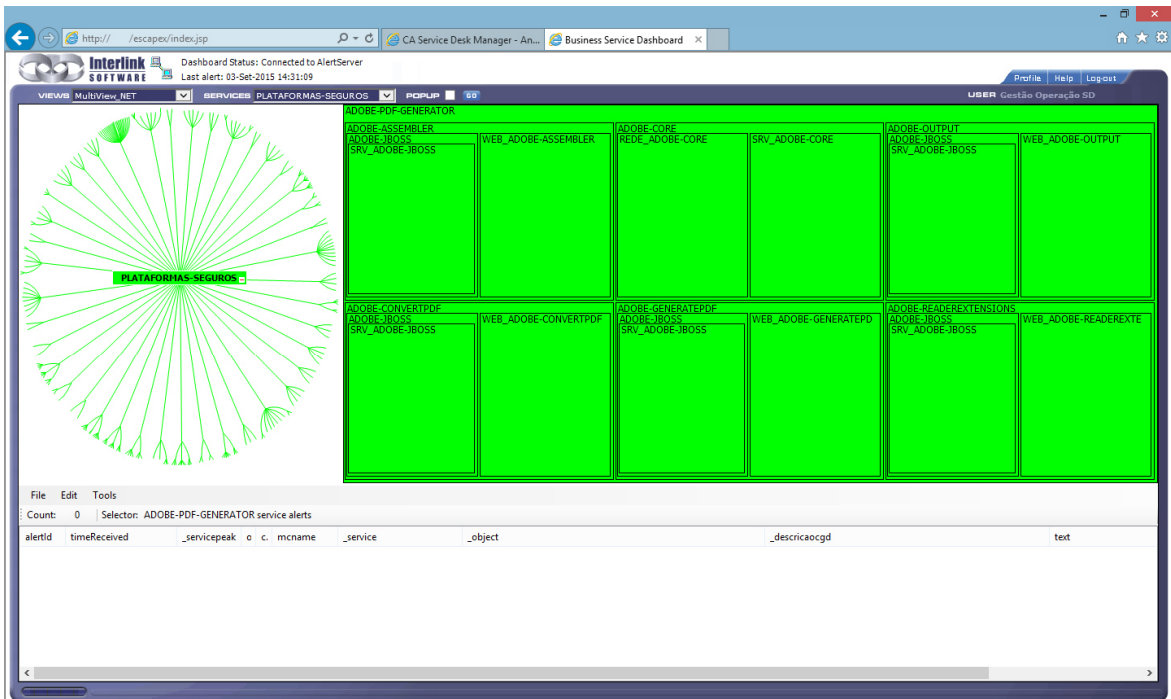 http://      /escapex/index.jsp
CA Service Desk Manager - An...
Business Service Dashboard
Interlink
SOFTWARE
Dashboard Status: Connected to AlertServer
Last alert: 03-Set-2015 14:31:09
Profile Help Log-out
VIEWS MultiView_NET SERVICES PLATAFORMAS-SEGUROS POPUP GO USER Gestão Operação SD
PLATAFORMAS-SEGUROS
ADOBE-PDF-GENERATOR
ADOBE-ASSEMBLER
ADOBE-JBOSS
SRV_ADOBE-JBOSS
WEB_ADOBE-ASSEMBLER
ADOBE-CORE
REDE_ADOBE-CORE
SRV_ADOBE-CORE
ADOBE-OUTPUT
ADOBE-JBOSS
SRV_ADOBE-JBOSS
WEB_ADOBE-OUTPUT
ADOBE-CONVERTPDF
ADOBE-JBOSS
SRV_ADOBE-JBOSS
WEB_ADOBE-CONVERTPDF
ADOBE-GENERATEPDF
ADOBE-JBOSS
SRV_ADOBE-JBOSS
WEB_ADOBE-GENERATEPD
ADOBE-READEREXTENSIONS
ADOBE-JBOSS
SRV_ADOBE-JBOSS
WEB_ADOBE-READEREXTE
File Edit Tools
Count: 0 Selector: ADOBE-PDF-GENERATOR service alerts
alertId timeReceived _servicepeak o c. mcname _service _object _descricaocgd text